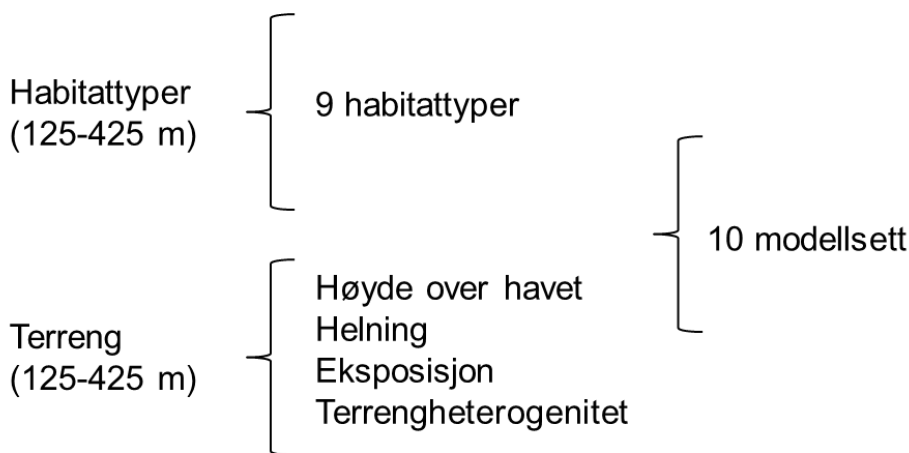 Habitattyper
(125-425 m)
9 habitattyper
Terreng
(125-425 m)
Høyde over havet
Helning
Eksposisjon
Terrengheterogenitet
10 modellsett